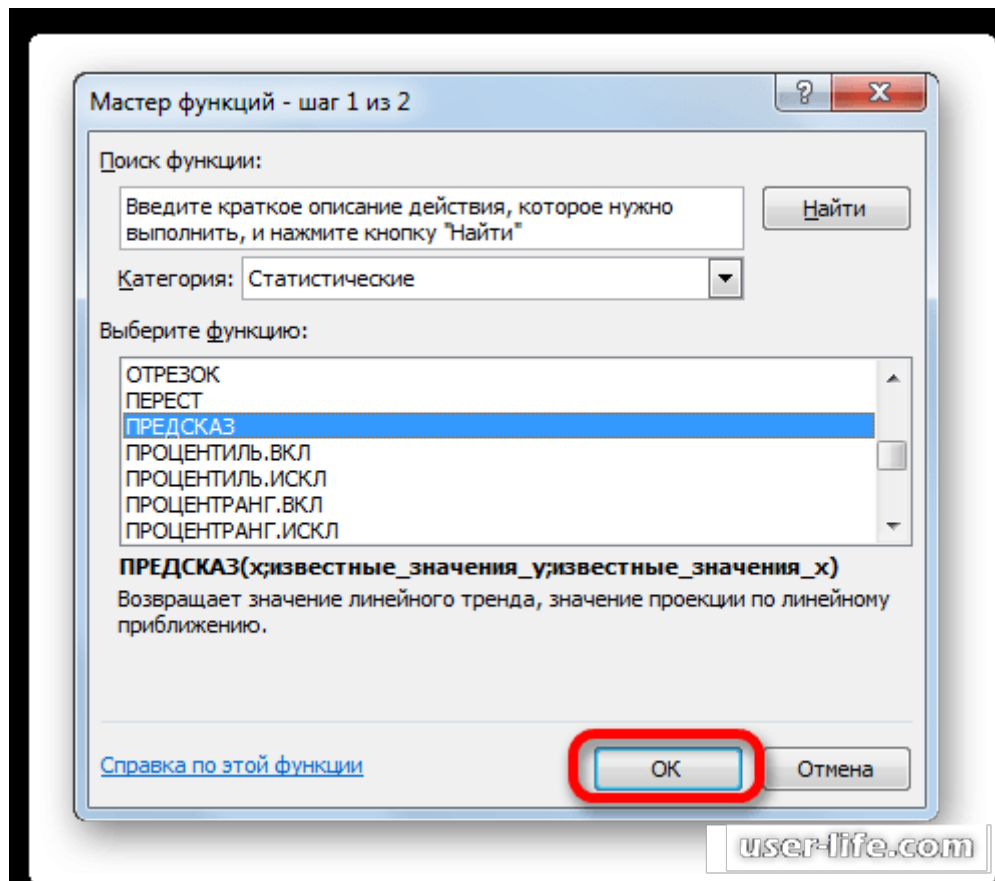 Мастер функций - шаг 1 из 2
Поиск функции:
Введите краткое описание действия, которое нужно
выполнить, и нажмите кнопку "Найти"
Найти
Категория: Статистические
Выберите функцию:
ОТРЕЗОК
ПЕРЕСТ
ПРЕДСКАЗ
ПРОЦЕНТИЛЬ.ВКЛ
ПРОЦЕНТИЛЬ.ИСКЛ
ПРОЦЕНТРАНГ.ВКЛ
ПРОЦЕНТРАНГ.ИСКЛ
ПРЕДСКАЗ(x;известные_значения_y;известные_значения_x)
Возвращает значение линейного тренда, значение проекции по линейному
приближению.
Справка по этой функции
ОК
Отмена
user-life.com